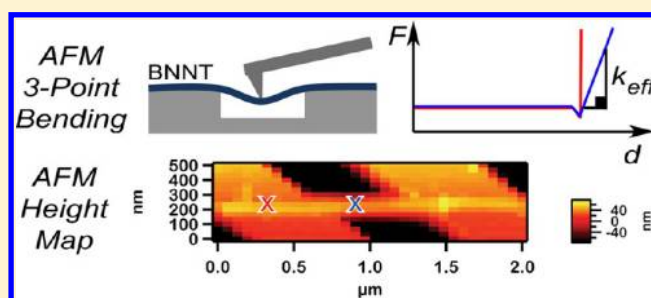 AFM
3-Point
Bending
BNNT
F
k_eff
d
AFM
Height
Map
nm
500
400
300
200
100
0
X
X
0.0
0.5
1.0
1.5
2.0
μm
40
0
-40
nm